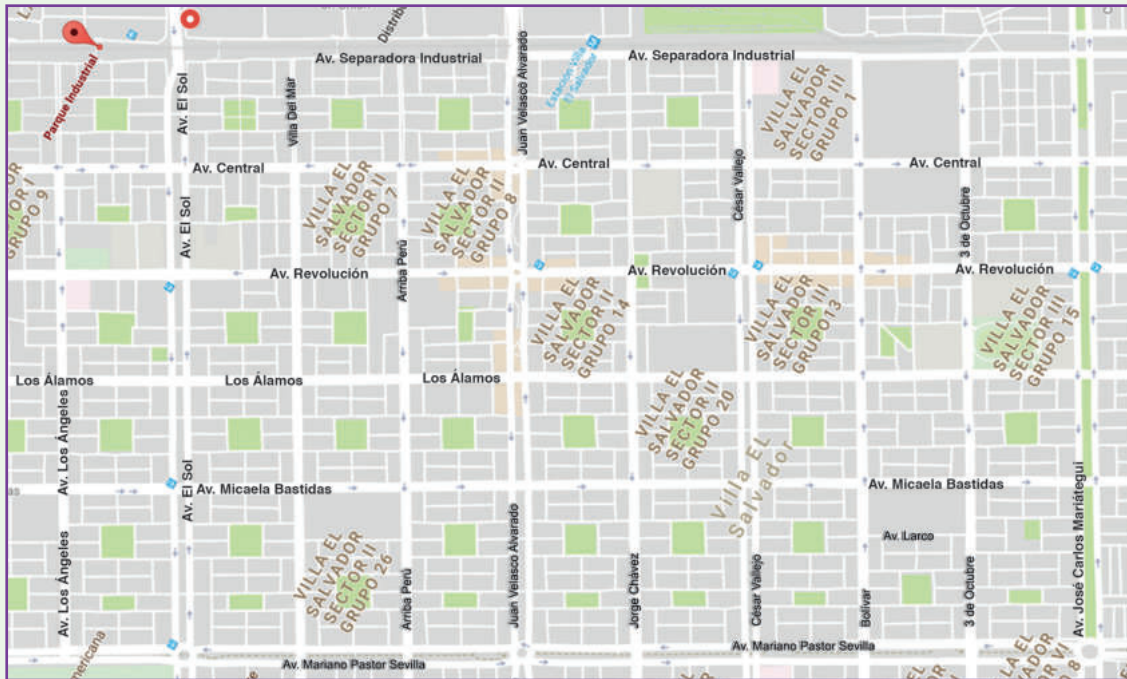 Distrib
Av. Separadora Industrial
Av. Separadora Industrial
Parque Industrial
Av. El Sol
Villa Del Mar
Juan Velasco Alvarado
Estación Villa
El Salvador
VILLA EL
SALVADOR
SECTOR III
GRUPO 1
Av. Central
Av. Central
Av. Central
GRUPO 9
Av. El Sol
VILLA EL
SALVADOR
SECTOR II
GRUPO 7
VILLA EL
SALVADOR
SECTOR II
GRUPO 8
César Vallejo
3 de Octubre
Av. Revolución
Arriba Perú
Av. Revolución
Av. Revolución
VILLA EL
SALVADOR
SECTOR II
GRUPO 14
VILLA EL
SALVADOR
SECTOR III
GRUPO13
VILLA EL
SALVADOR
SECTOR III
GRUPO 15
Los Álamos
Los Álamos
Los Álamos
VILLA EL
SALVADOR
SECTOR II
GRUPO 20
Av. Los Ángeles
Av. El Sol
Villa EL
Salvador
Av. José Carlos Mariátegui
Av. Micaela Bastidas
Av. Micaela Bastidas
Av. Los Ángeles
VILLA EL
SALVADOR
SECTOR II
GRUPO 26
Arriba Perú
Juan Velasco Alvarado
Jorge Chávez
César Vallejo
Bolívar
Av. Larco
3 de Octubre
Av. Mariano Pastor Sevilla
Av. Mariano Pastor Sevilla
americana